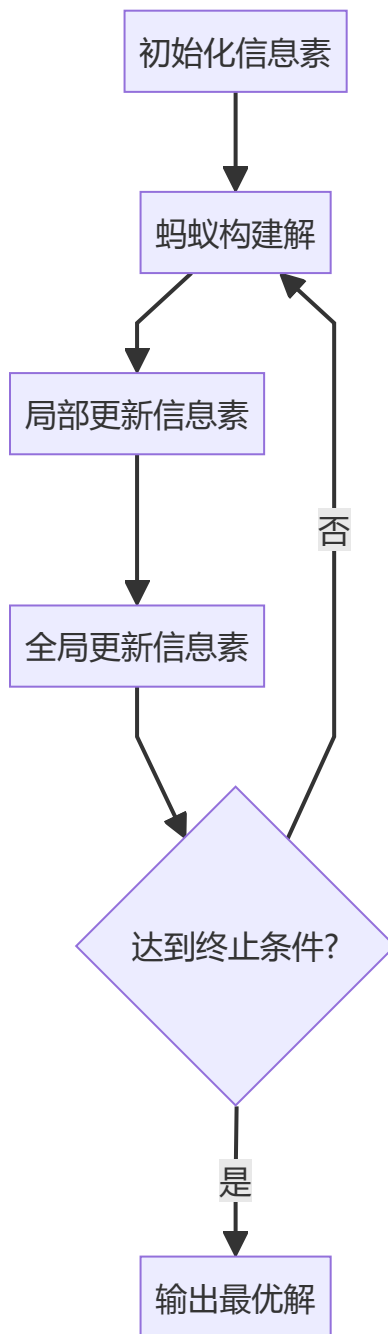 初始化信息素
蚂蚁构建解
局部更新信息素
否
全局更新信息素
达到终止条件?
是
输出最优解